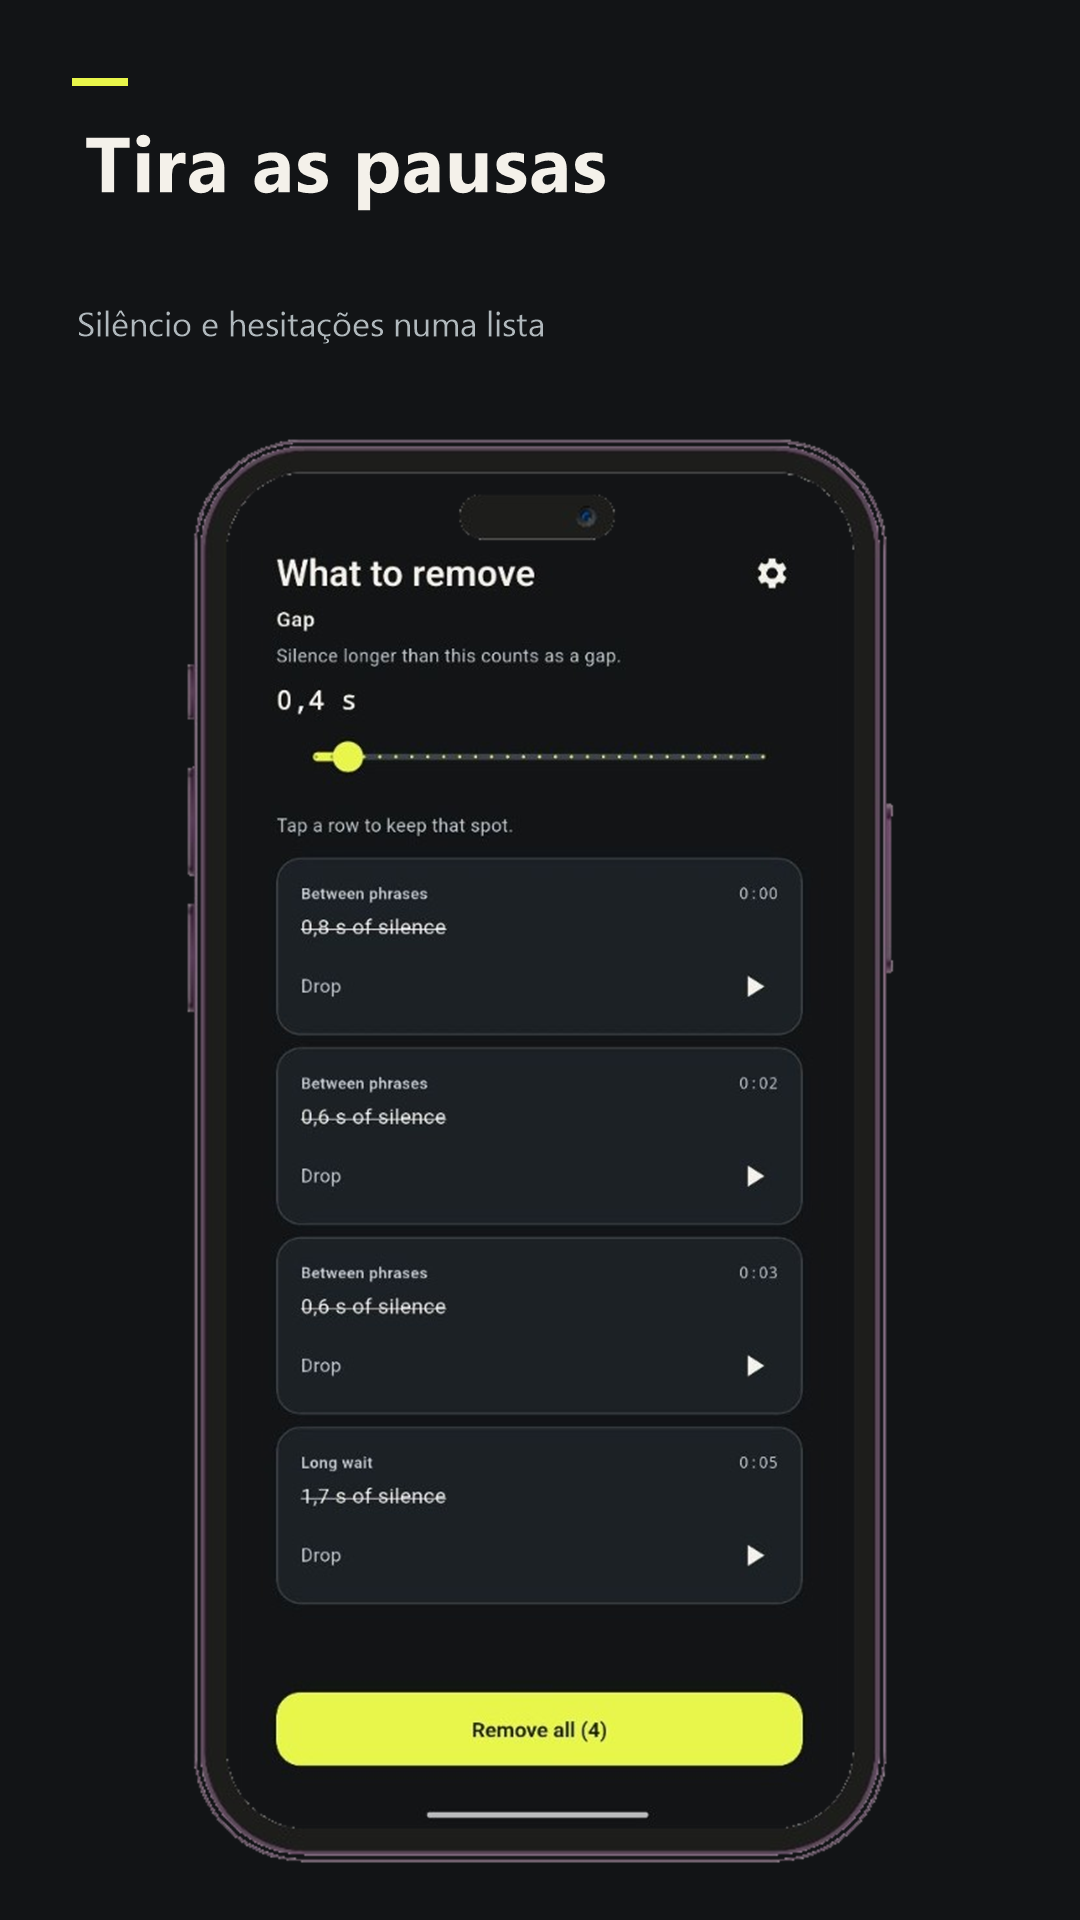 Tira as pausas
Silêncio e hesitações numa lista
What to remove
Gap
Silence longer than this counts as a gap.
0,4 s
Tap a row to keep that spot.
Between phrases 0:00
0,8 s of silence
Drop
Between phrases 0:02
0,6 s of silence
Drop
Between phrases 0:03
0,6 s of silence
Drop
Long wait 0:05
1,7 s of silence
Drop
Remove all (4)